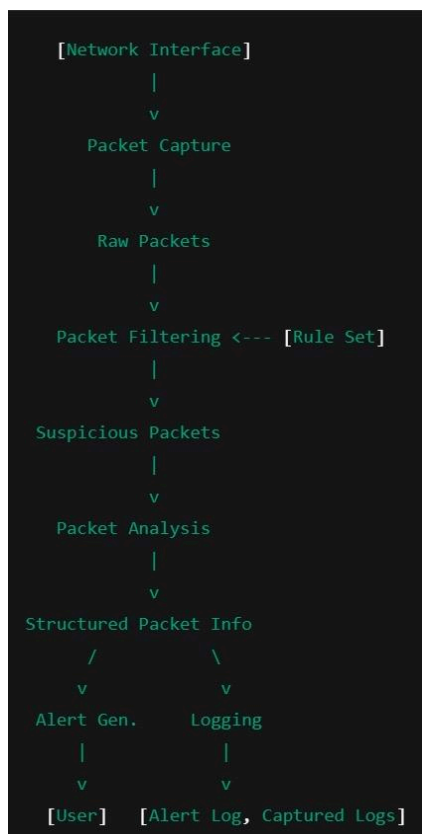 [Network Interface]
|
v
Packet Capture
|
v
Raw Packets
|
v
Packet Filtering <--- [Rule Set]
|
v
Suspicious Packets
|
v
Packet Analysis
|
v
Structured Packet Info
/ \
v v
Alert Gen. Logging
| |
v v
[User] [Alert Log, Captured Logs]